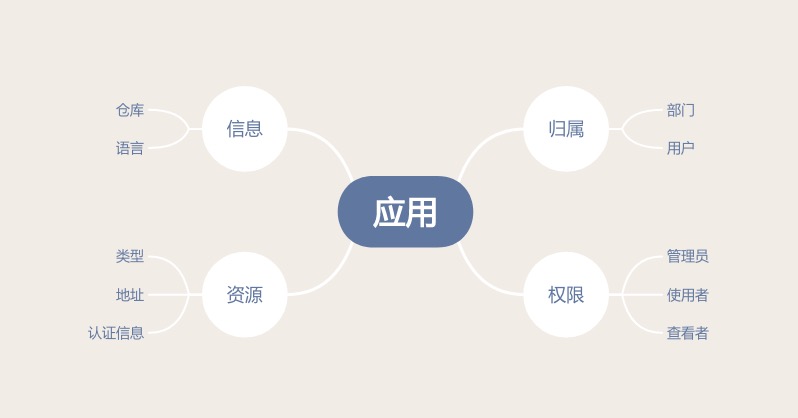 应用
信息
仓库
语言
资源
类型
地址
认证信息
归属
部门
用户
权限
管理员
使用者
查看者